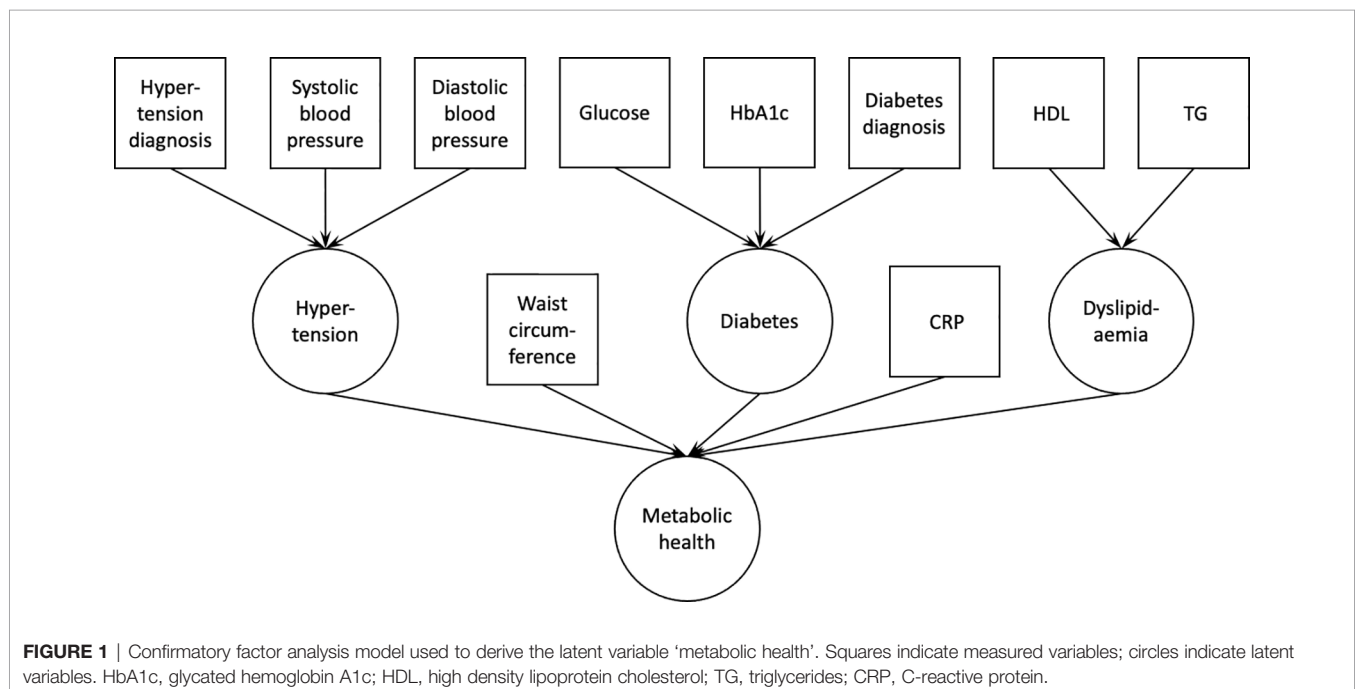 Hyper-
tension
diagnosis
Systolic
blood
pressure
Diastolic
blood
pressure
Glucose
HbA1c
Diabetes
diagnosis
HDL
TG
Hyper-
tension
Waist
circum-
ference
Diabetes
CRP
Dyslipid-
aemia
Metabolic
health
FIGURE 1 | Confirmatory factor analysis model used to derive the latent variable ‘metabolic health’. Squares indicate measured variables; circles indicate latent
variables. HbA1c, glycated hemoglobin A1c; HDL, high density lipoprotein cholesterol; TG, triglycerides; CRP, C-reactive protein.